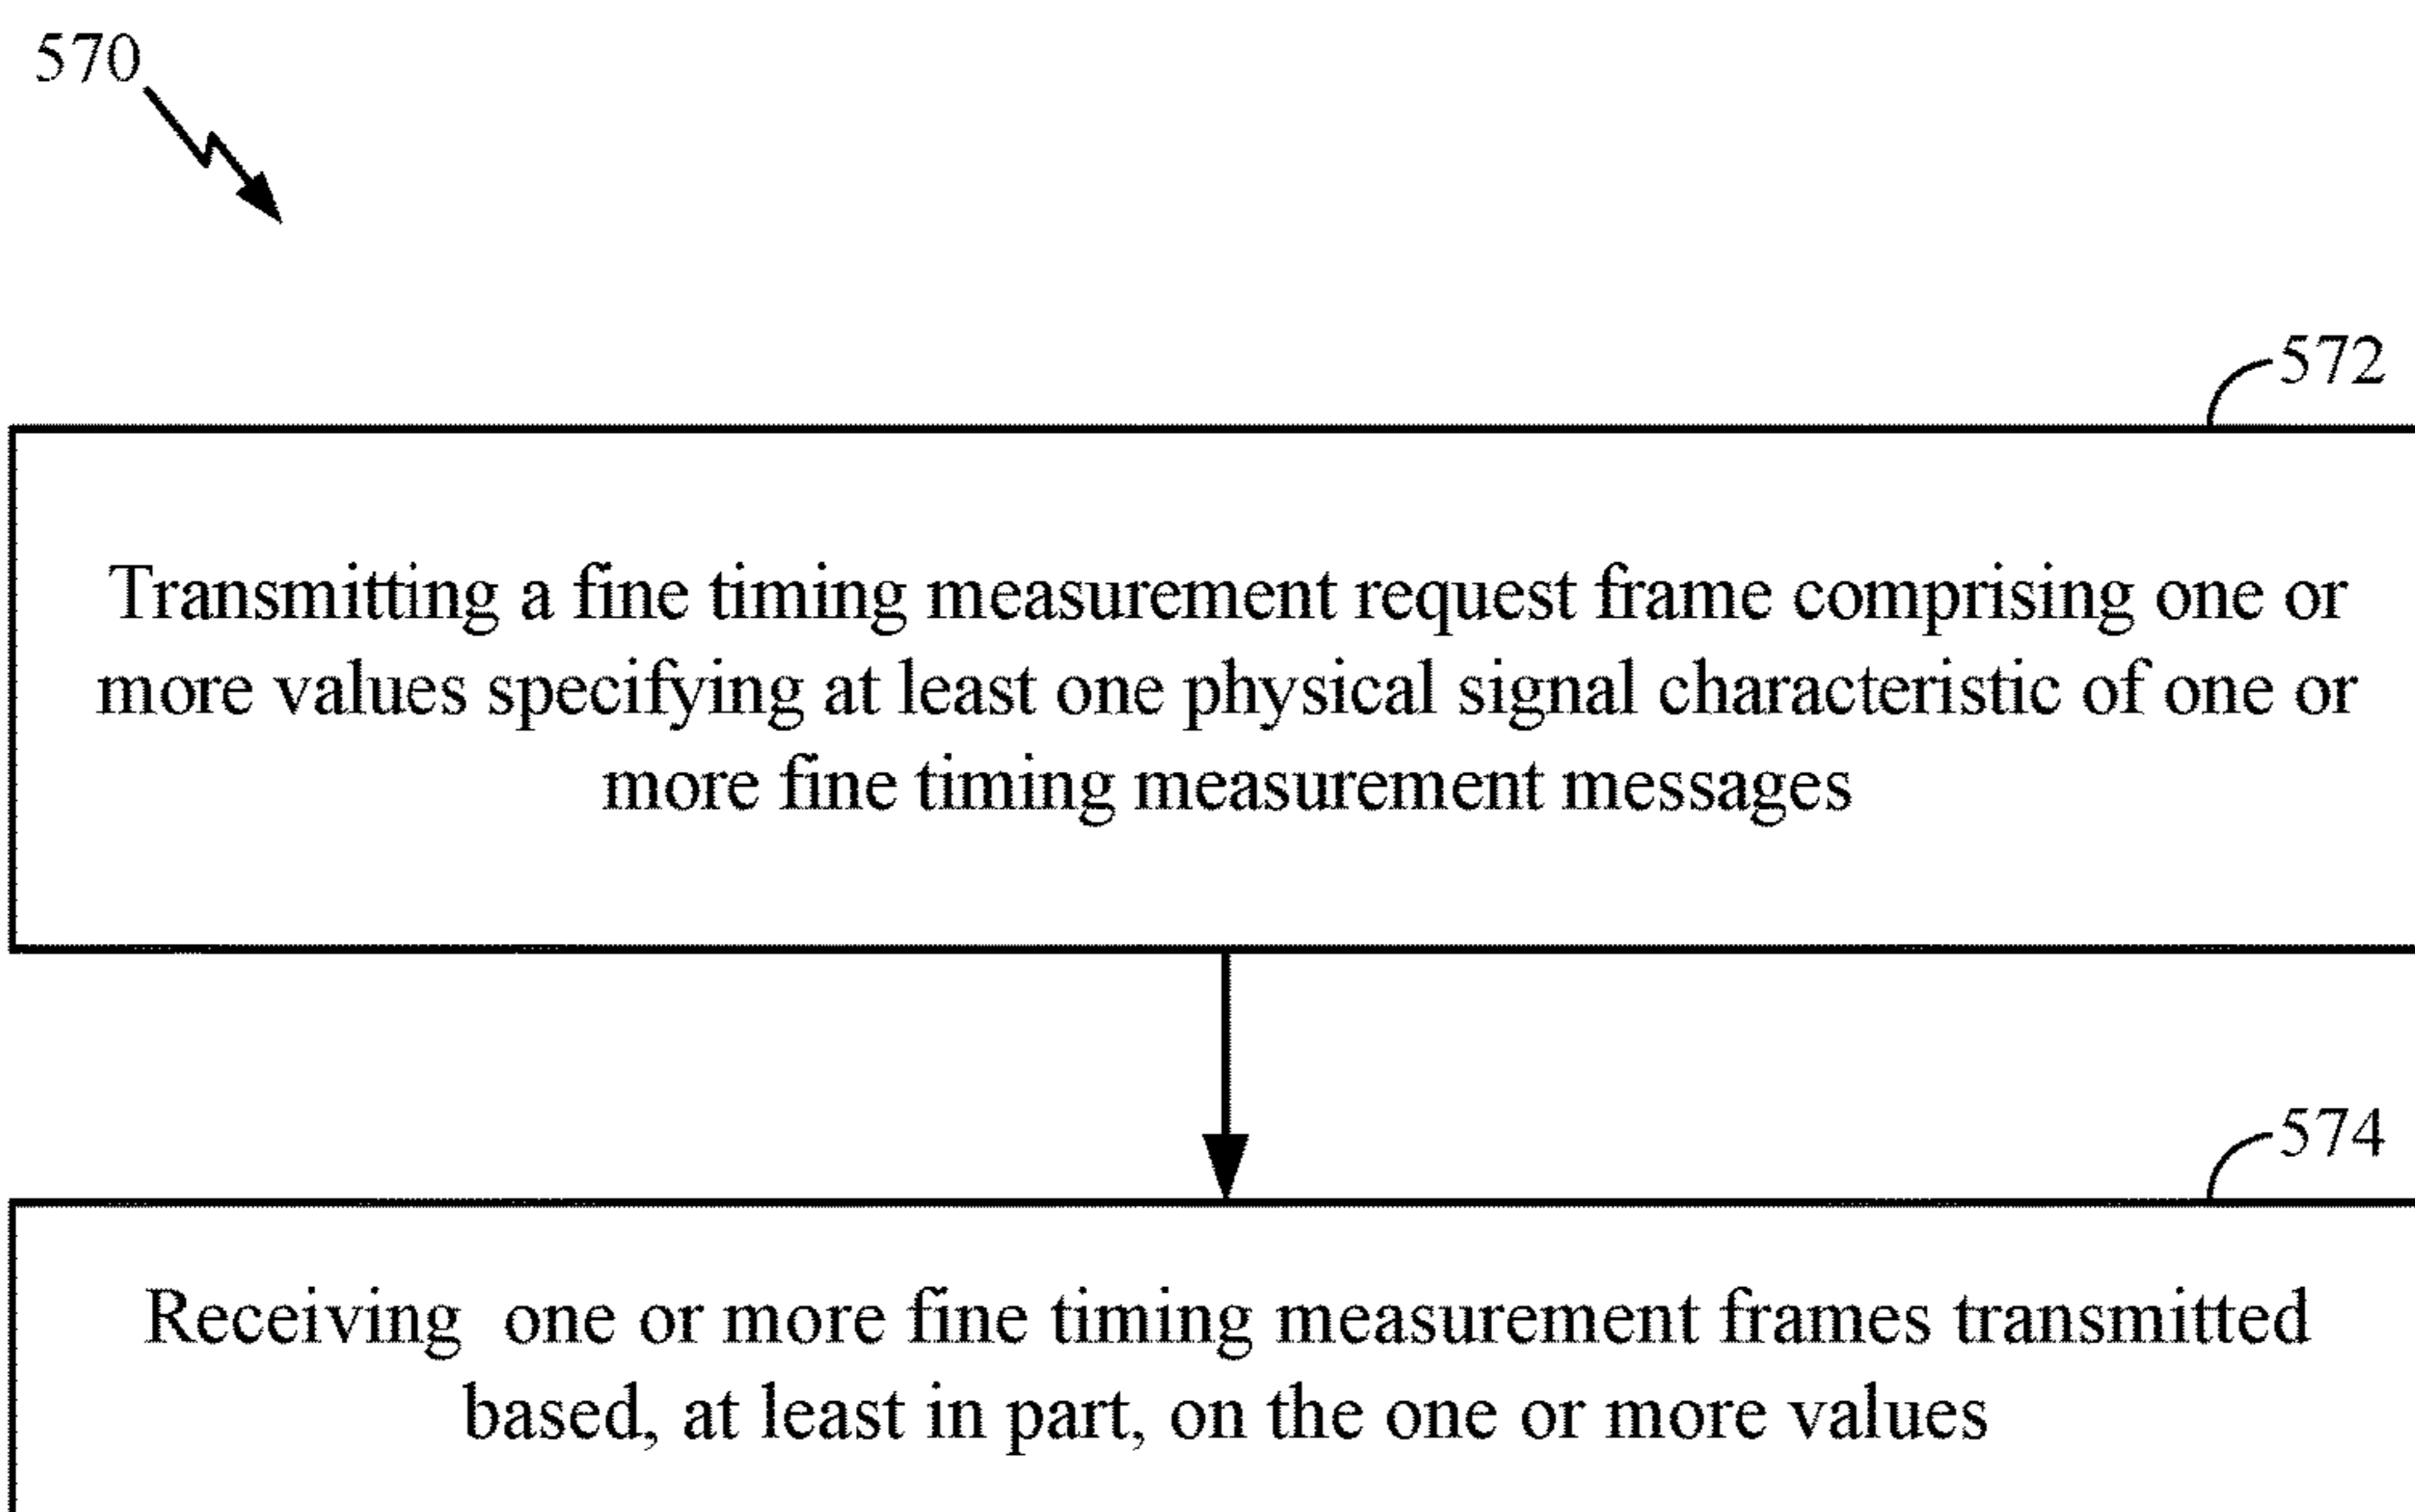 570
572
Transmitting a fine timing measurement request frame comprising one or
more values specifying at least one physical signal characteristic of one or
more fine timing measurement messages
574
Receiving  one or more fine timing measurement frames transmitted
based, at least in part, on the one or more values